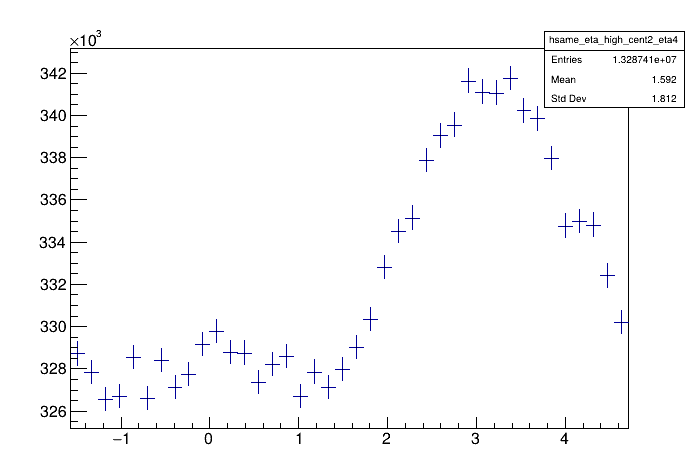 ×10³
hsame_eta_high_cent2_eta4
Entries 1.328741e+07
Mean 1.592
Std Dev 1.812
342
340
338
336
334
332
330
328
326
−1 0 1 2 3 4